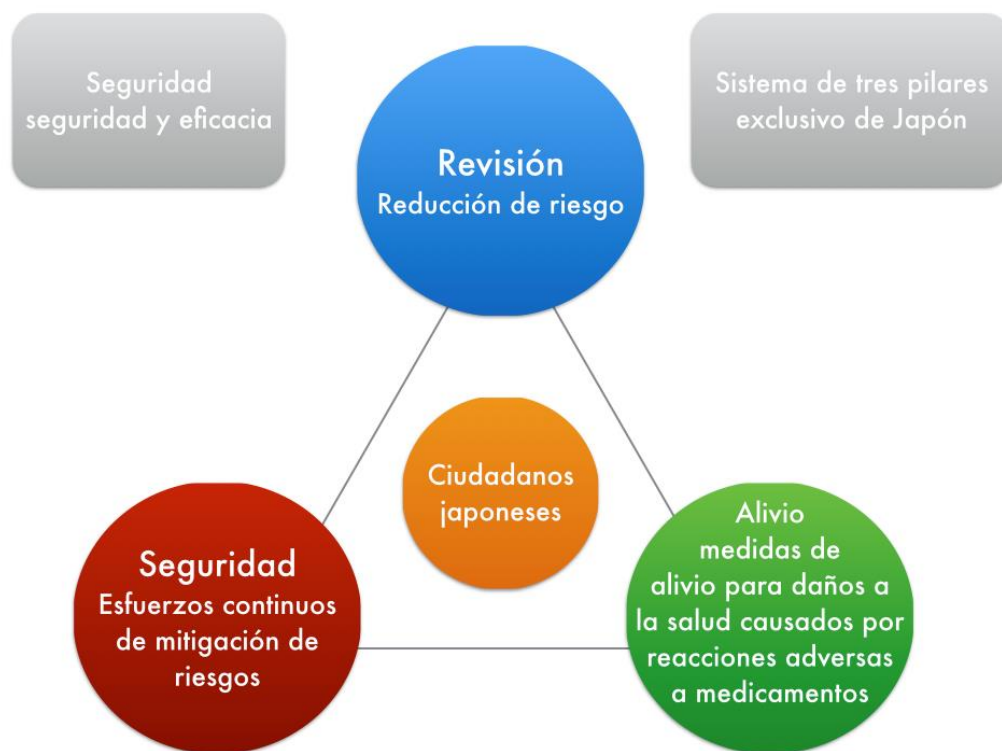 Seguridad
seguridad y eficacia
Sistema de tres pilares
exclusivo de Japón
Revisión
Reducción de riesgo
Ciudadanos
japoneses
Seguridad
Esfuerzos continuos
de mitigación de
riesgos
Alivio
medidas de
alivio para daños a
la salud causados por
reacciones adversas
a medicamentos